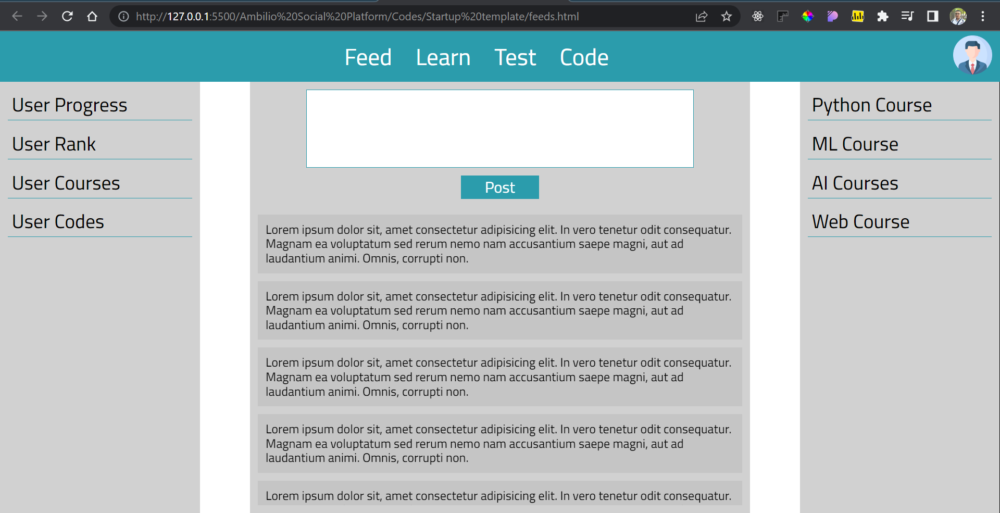 http://127.0.0.1:5500/Ambilio%20Social%20Platform/Codes/Startup%20template/feeds.html
Feed Learn Test Code
User Progress
User Rank
User Courses
User Codes
Post
Lorem ipsum dolor sit, amet consectetur adipisicing elit. In vero tenetur odit consequatur.
Magnam ea voluptatum sed rerum nemo nam accusantium saepe magni, aut ad
laudantium animi. Omnis, corrupti non.
Lorem ipsum dolor sit, amet consectetur adipisicing elit. In vero tenetur odit consequatur.
Magnam ea voluptatum sed rerum nemo nam accusantium saepe magni, aut ad
laudantium animi. Omnis, corrupti non.
Lorem ipsum dolor sit, amet consectetur adipisicing elit. In vero tenetur odit consequatur.
Magnam ea voluptatum sed rerum nemo nam accusantium saepe magni, aut ad
laudantium animi. Omnis, corrupti non.
Lorem ipsum dolor sit, amet consectetur adipisicing elit. In vero tenetur odit consequatur.
Magnam ea voluptatum sed rerum nemo nam accusantium saepe magni, aut ad
laudantium animi. Omnis, corrupti non.
Lorem ipsum dolor sit, amet consectetur adipisicing elit. In vero tenetur odit consequatur.
Python Course
ML Course
AI Courses
Web Course